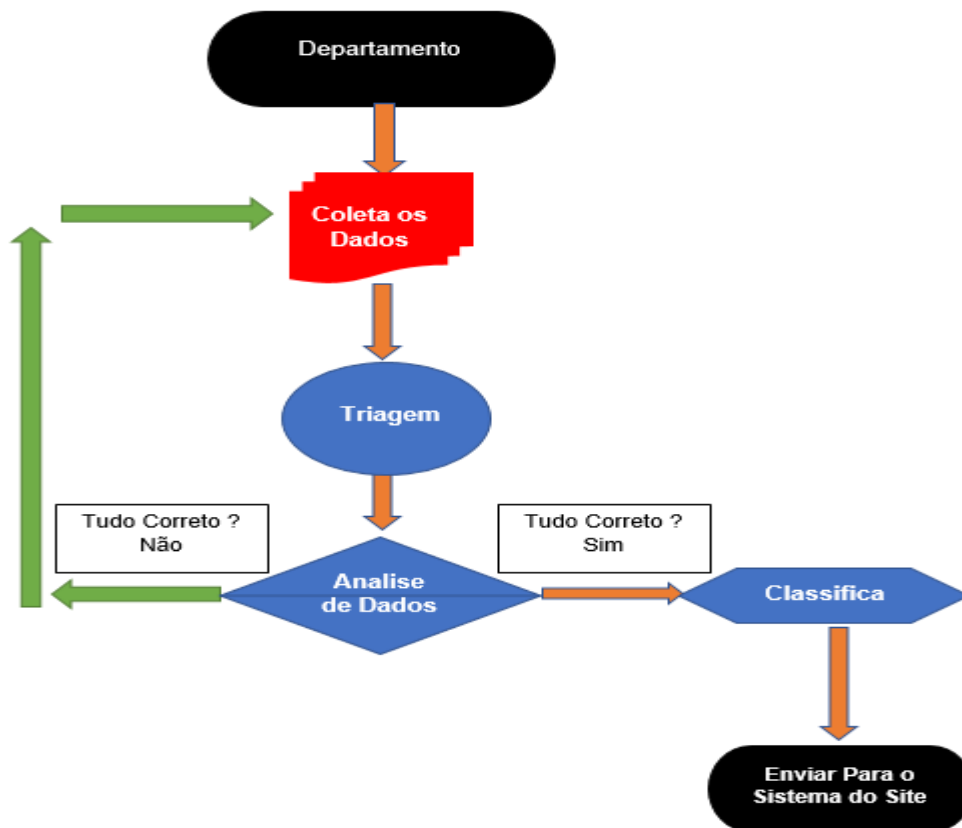 Departamento
Coleta os
Dados
Triagem
Tudo Correto ?
Não
Tudo Correto ?
Sim
Analise
de Dados
Classifica
Enviar Para o
Sistema do Site